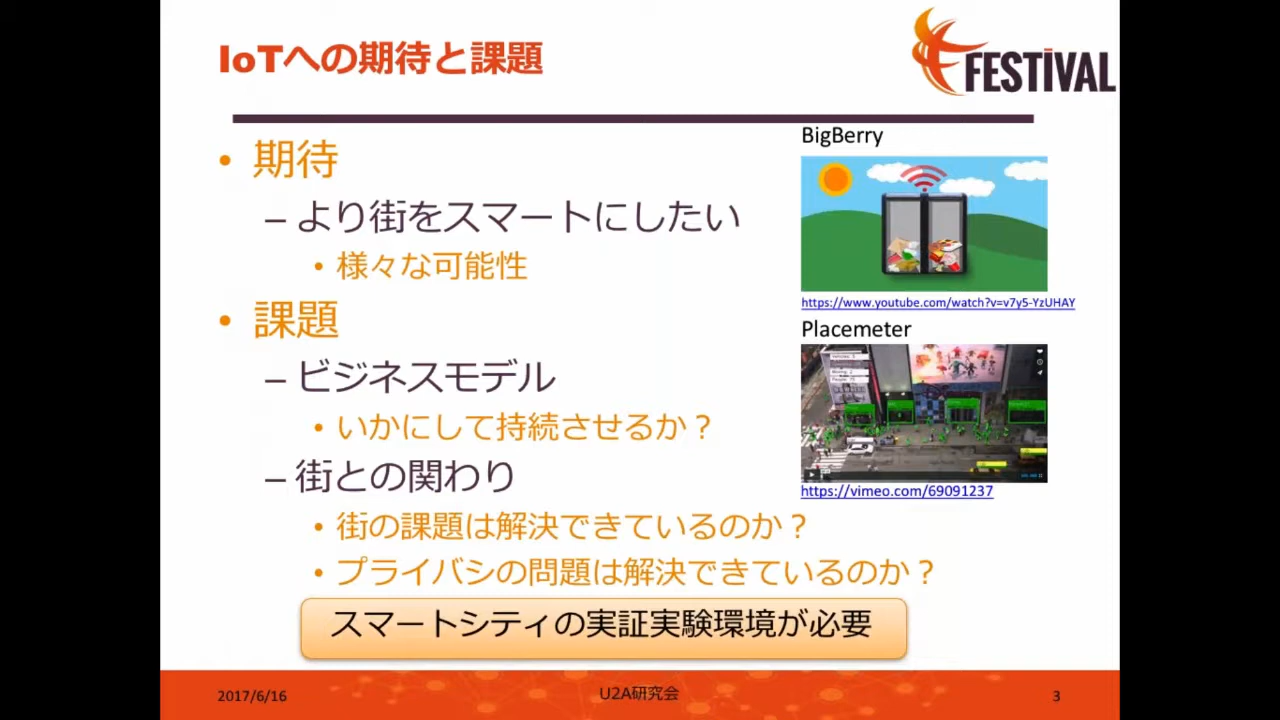 IoTへの期待と課題
FESTIVAL
• 期待
– より街をスマートにしたい
• 様々な可能性
• 課題
– ビジネスモデル
• いかにして持続させるか？
– 街との関わり
• 街の課題は解決できているのか？
• プライバシの問題は解決できているのか？
スマートシティの実証実験環境が必要
BigBerry
https://www.youtube.com/watch?v=v7y5-YzUHAY
Placemeter
https://vimeo.com/69091237
2017/6/16
U2A研究会
3